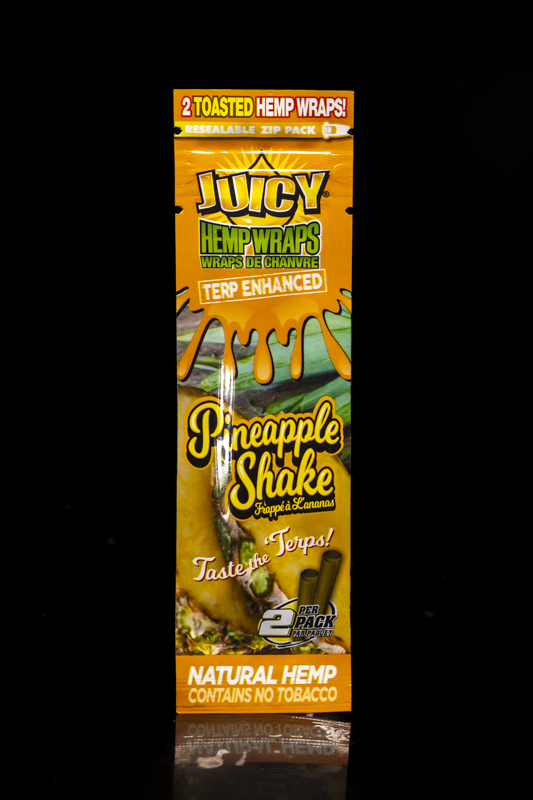 2 TOASTED HEMP WRAPS!
RESEALABLE ZIP PACK
JUICY®
HEMP WRAPS
WRAPS DE CHANVRE
TERP ENHANCED
Pineapple
Shake
Frappé à L'ananas
Taste the 'Terps!
2 PER
PACK
PAR PAQUET
NATURAL HEMP
CONTAINS NO TOBACCO